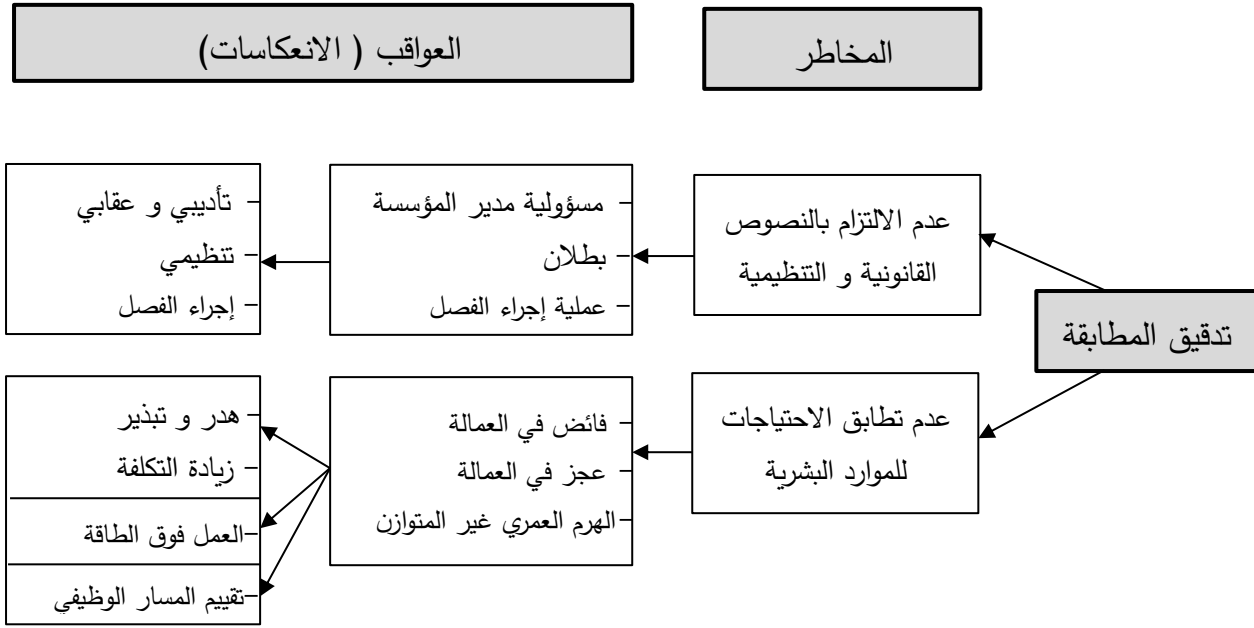 المخاطر
العواقب ( الانعكاسات)
تدقيق المطابقة
عدم الالتزام بالنصوص
القانونية و التنظيمية
- مسؤولية مدير المؤسسة
- بطلان
- عملية إجراء الفصل
- تأديبي و عقابي
- تنظيمي
- إجراء الفصل
عدم تطابق الاحتياجات
للموارد البشرية
- فائض في العمالة
- عجز في العمالة
-الهرم العمري غير المتوازن
- هدر و تبذير
- زيادة التكلفة
-العمل فوق الطاقة
-تقييم المسار الوظيفي